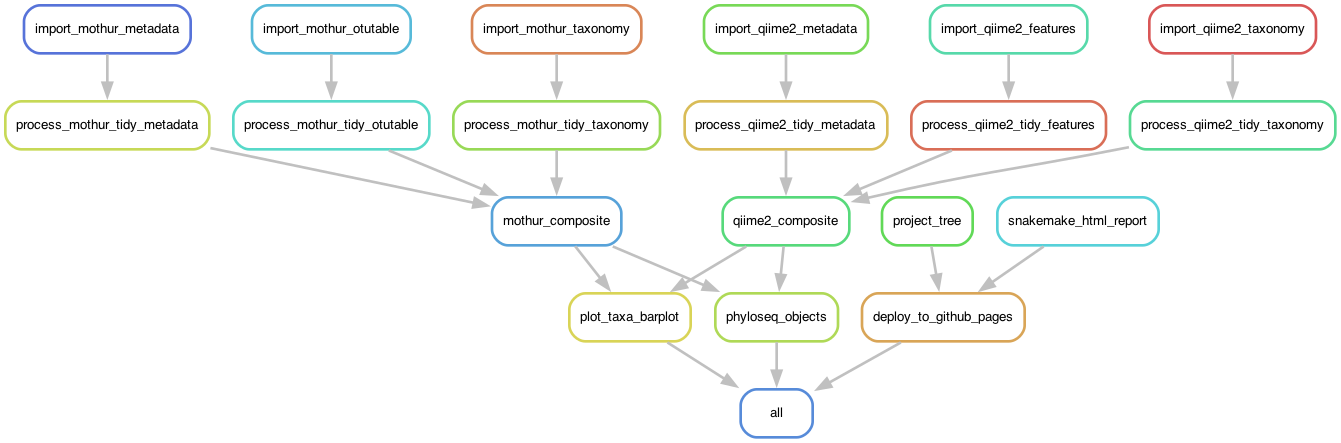 import_mothur_metadata
import_mothur_otutable
import_mothur_taxonomy
import_qiime2_metadata
import_qiime2_features
import_qiime2_taxonomy
process_mothur_tidy_metadata
process_mothur_tidy_otutable
process_mothur_tidy_taxonomy
process_qiime2_tidy_metadata
process_qiime2_tidy_features
process_qiime2_tidy_taxonomy
mothur_composite
qiime2_composite
project_tree
snakemake_html_report
plot_taxa_barplot
phyloseq_objects
deploy_to_github_pages
all